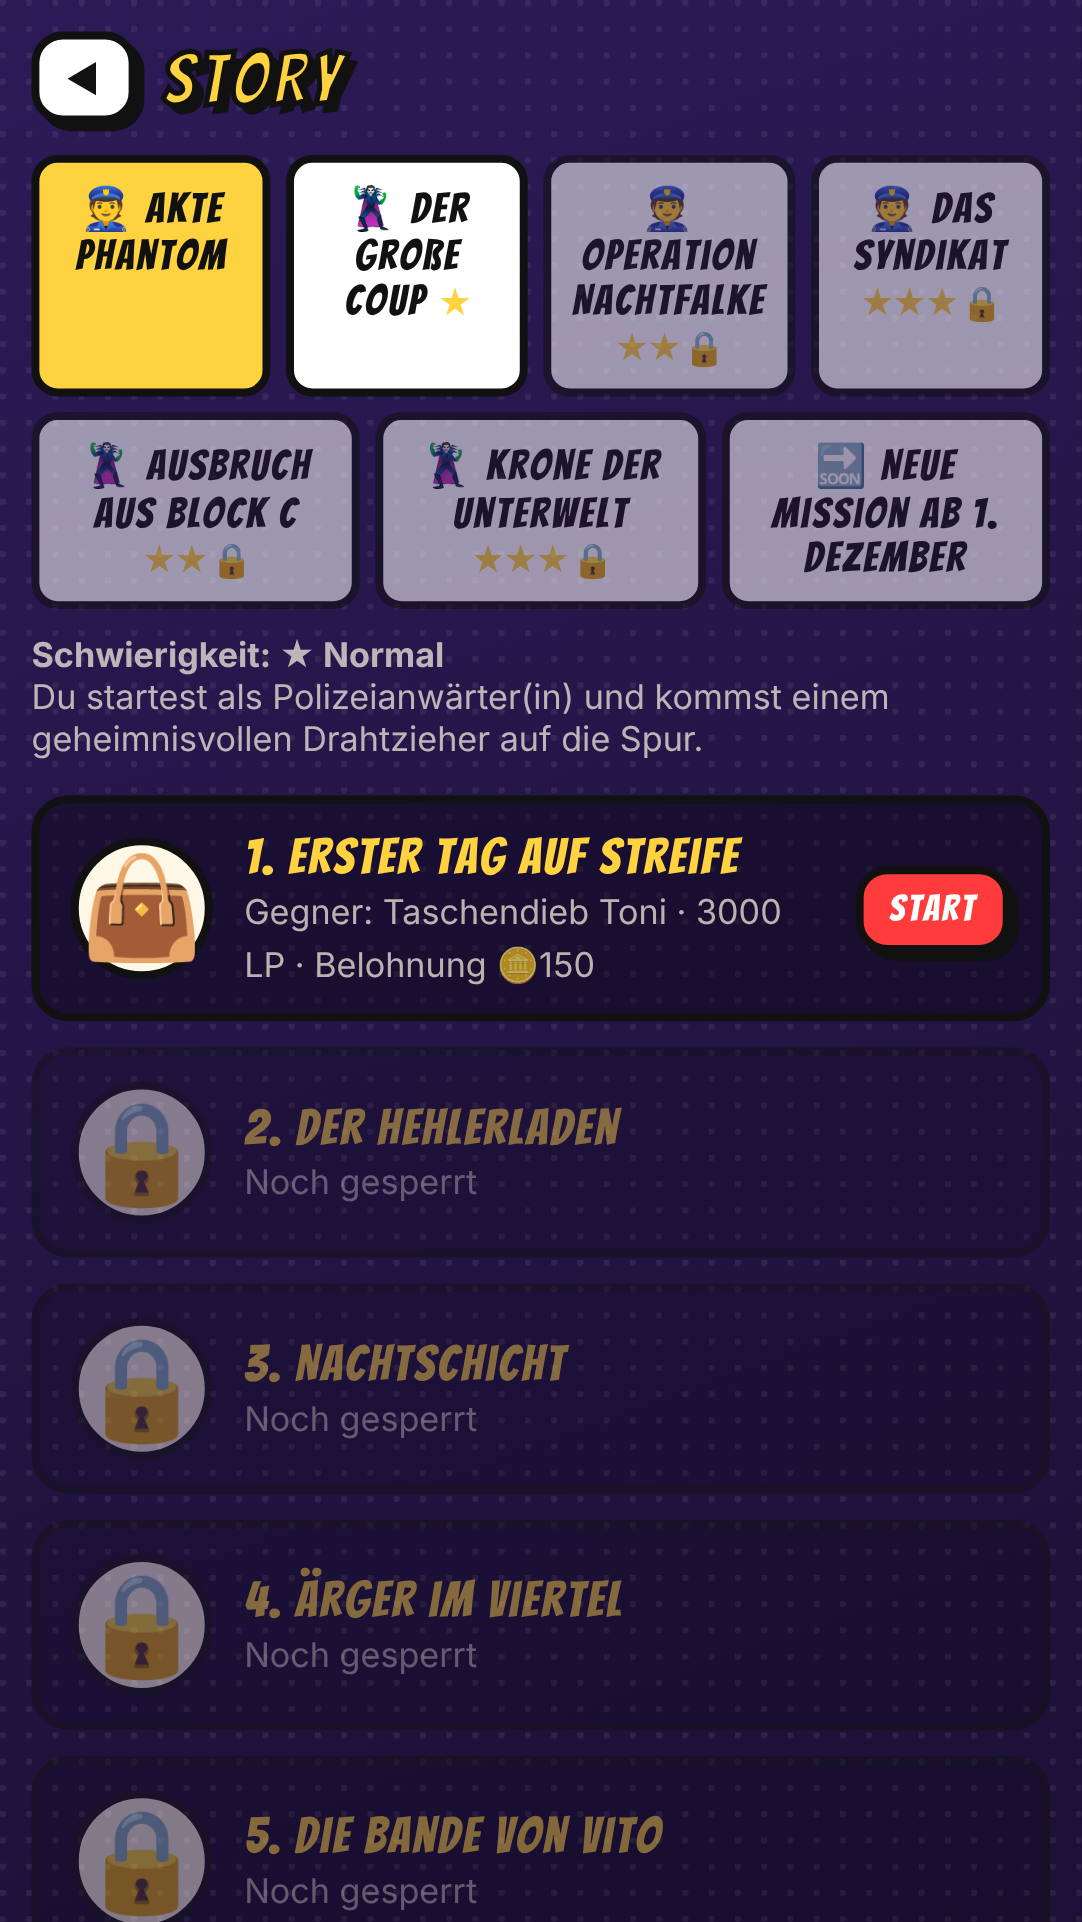 STORY
AKTE
PHANTOM
DER
GROßE
COUP ★
OPERATION
NACHTFALKE
★★
DAS
SYNDIKAT
★★★
AUSBRUCH
AUS BLOCK C
★★
KRONE DER
UNTERWELT
★★★
SOON NEUE
MISSION AB 1.
DEZEMBER
Schwierigkeit: ★ Normal
Du startest als Polizeianwärter(in) und kommst einem
geheimnisvollen Drahtzieher auf die Spur.
1. ERSTER TAG AUF STREIFE
Gegner: Taschendieb Toni · 3000
LP · Belohnung 150
START
2. DER HEHLERLADEN
Noch gesperrt
3. NACHTSCHICHT
Noch gesperrt
4. ÄRGER IM VIERTEL
Noch gesperrt
5. DIE BANDE VON VITO
Noch gesperrt